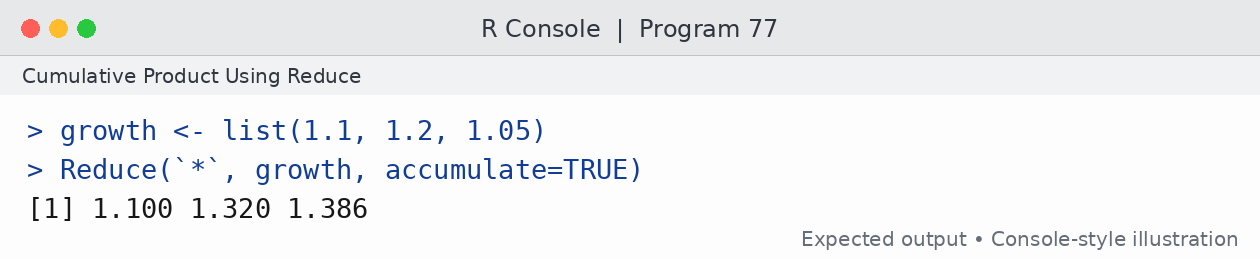 R Console | Program 77
Cumulative Product Using Reduce
> growth <- list(1.1, 1.2, 1.05)
> Reduce(`*`, growth, accumulate=TRUE)
[1] 1.100 1.320 1.386
Expected output • Console-style illustration